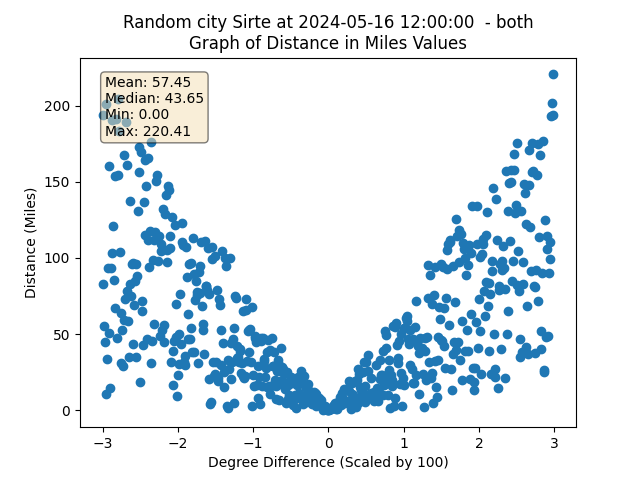 Random city Sirte at 2024-05-16 12:00:00  - both
Graph of Distance in Miles Values
Mean: 57.45
Median: 43.65
Min: 0.00
Max: 220.41
Distance (Miles)
200
150
100
50
0
−3
−2
−1
0
1
2
3
Degree Difference (Scaled by 100)